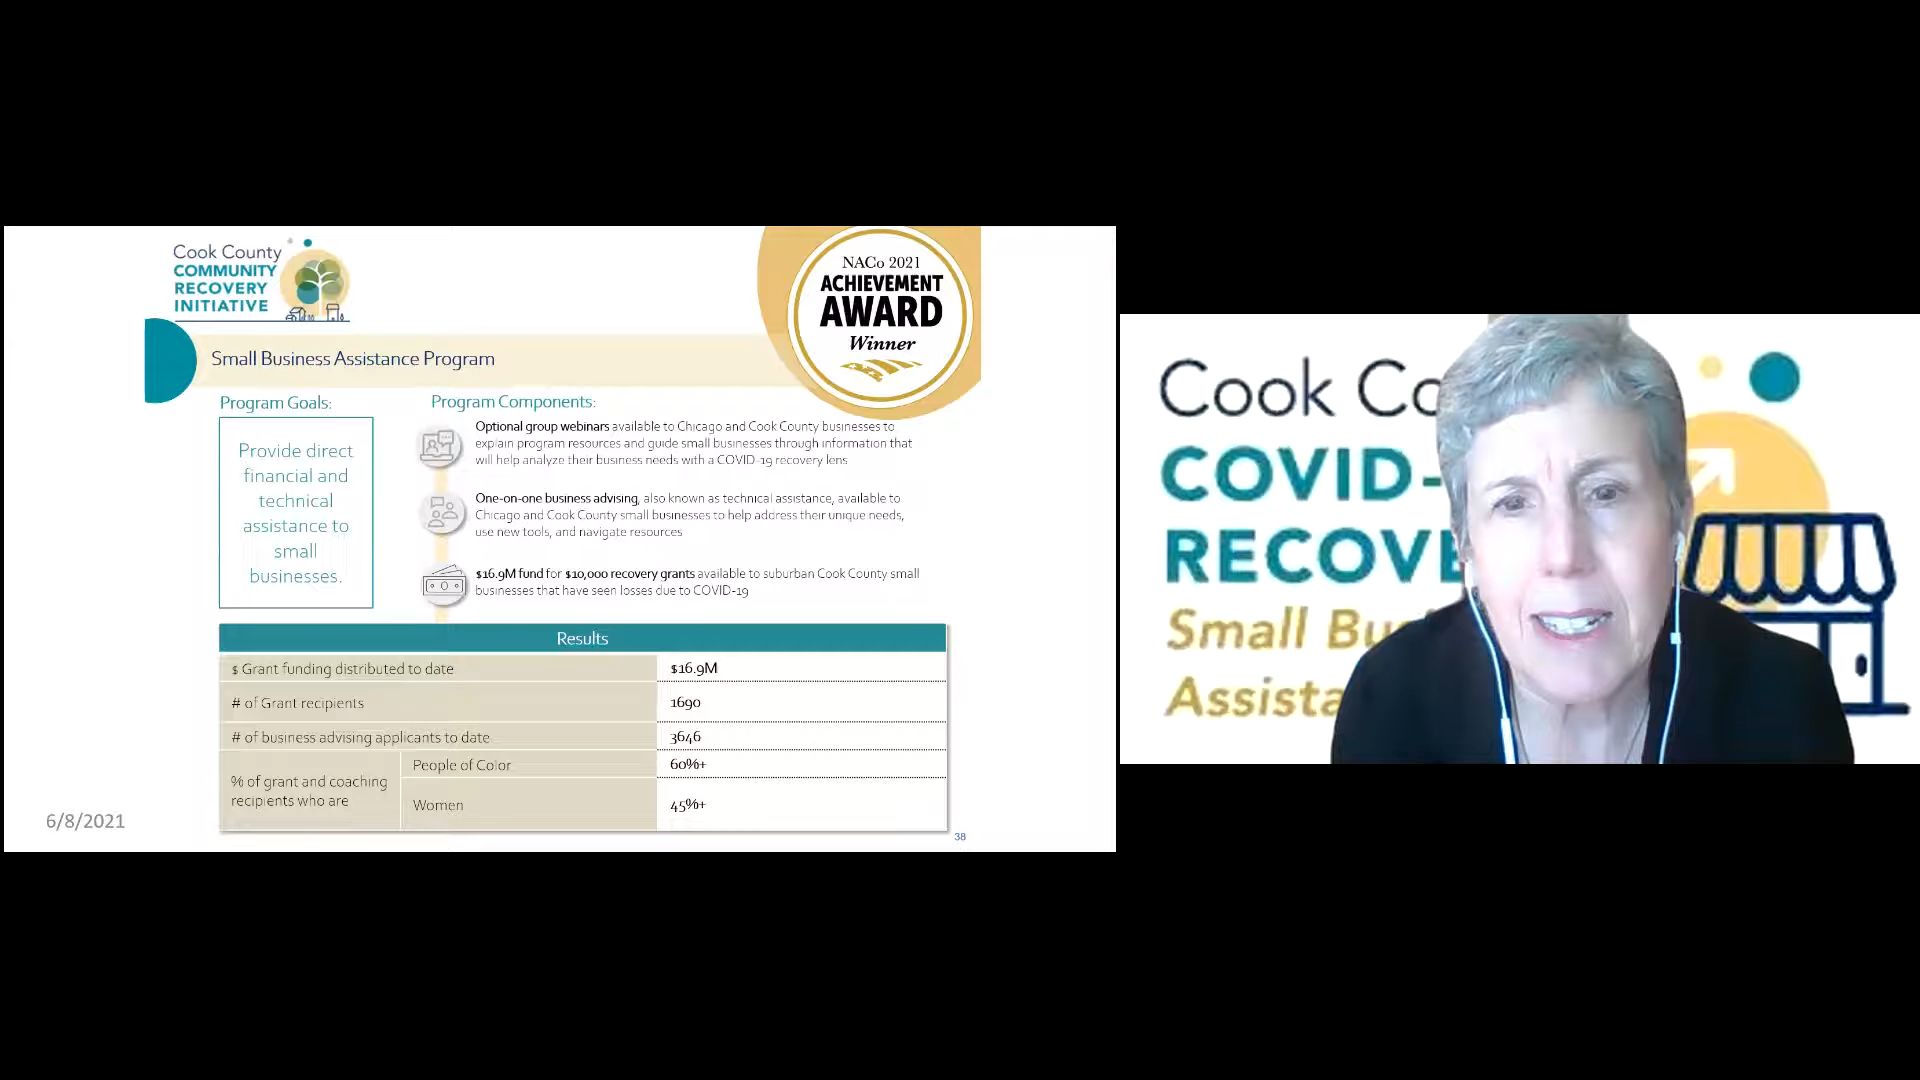 Cook County
COMMUNITY
RECOVERY
INITIATIVE
NACo 2021
ACHIEVEMENT
AWARD
Winner
Small Business Assistance Program
Program Goals:
Provide direct
financial and
technical
assistance to
small
businesses.
Program Components:
Optional group webinars available to Chicago and Cook County businesses to
explain program resources and guide small businesses through information that
will help analyze their business needs with a COVID-19 recovery lens
One-on-one business advising, also known as technical assistance, available to
Chicago and Cook County small businesses to help address their unique needs,
use new tools, and navigate resources
$16.9M fund for $10,000 recovery grants available to suburban Cook County small
businesses that have seen losses due to COVID-19
Results
$ Grant funding distributed to date $16.9M
# of Grant recipients 1690
# of business advising applicants to date 3646
% of grant and coaching
recipients who are
People of Color 60%+
Women 45%+
6/8/2021
38
Cook Co
COVID-
RECOVE
Small Bu
Assista